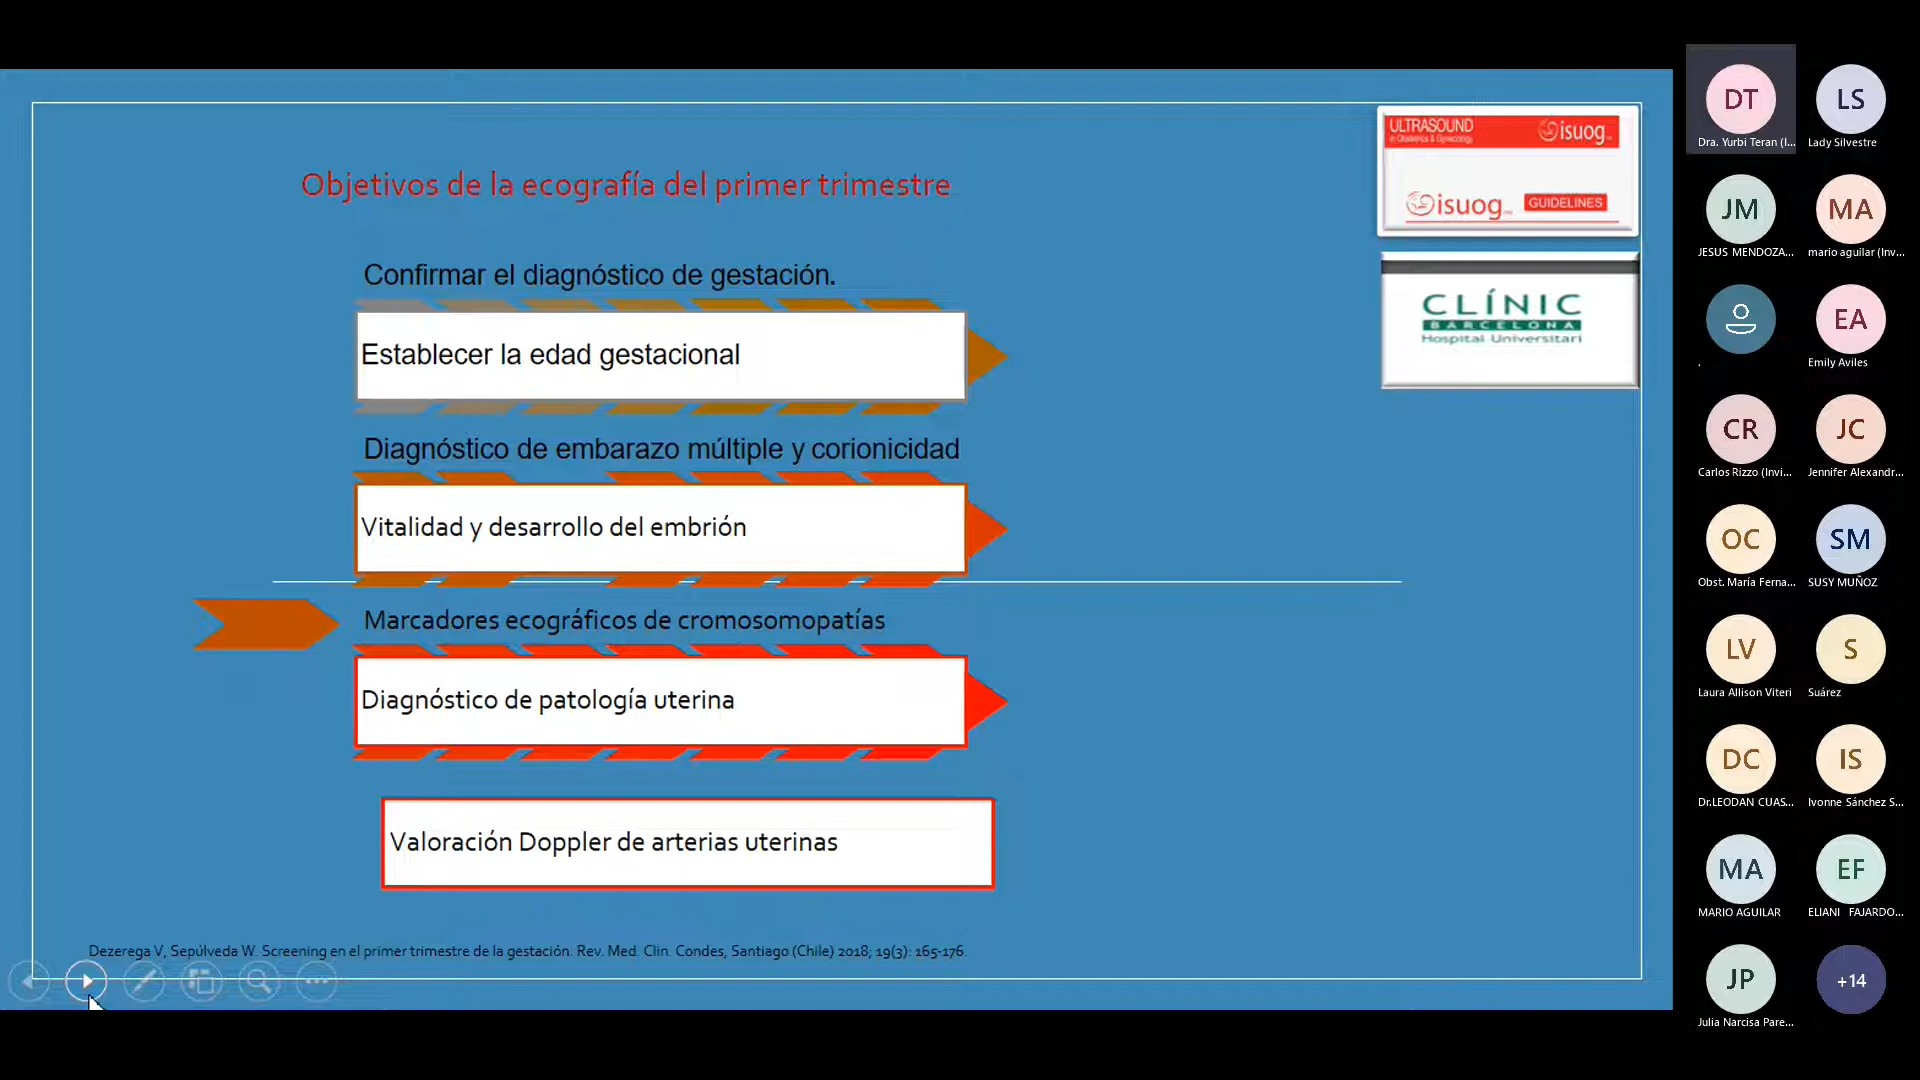 Objetivos de la ecografía del primer trimestre
Confirmar el diagnóstico de gestación.
Establecer la edad gestacional
Diagnóstico de embarazo múltiple y corionicidad
Vitalidad y desarrollo del embrión
Marcadores ecográficos de cromosomopatías
Diagnóstico de patología uterina
Valoración Doppler de arterias uterinas
Dezerega V, Sepúlveda W. Screening en el primer trimestre de la gestación. Rev. Med. Clin. Condes, Santiago (Chile) 2018; 19(3): 165-176.
ULTRASOUND
in Obstetrics & Gynecology
isuog
isuog
GUIDELINES
CLÍNIC
BARCELONA
Hospital Universitari
DT
Dra. Yurbi Teran (I...
LS
Lady Silvestre
JM
JESUS MENDOZA...
MA
mario aguilar (Inv...
.
EA
Emily Aviles
CR
Carlos Rizzo (Invi...
JC
Jennifer Alexandr...
OC
Obst. María Ferna...
SM
SUSY MUÑOZ
LV
Laura Allison Viteri
S
Suárez
DC
Dr.LEODAN CUAS...
IS
Ivonne Sánchez S...
MA
MARIO AGUILAR
EF
ELIANI FAJARDO...
JP
Julia Narcisa Pare...
+14